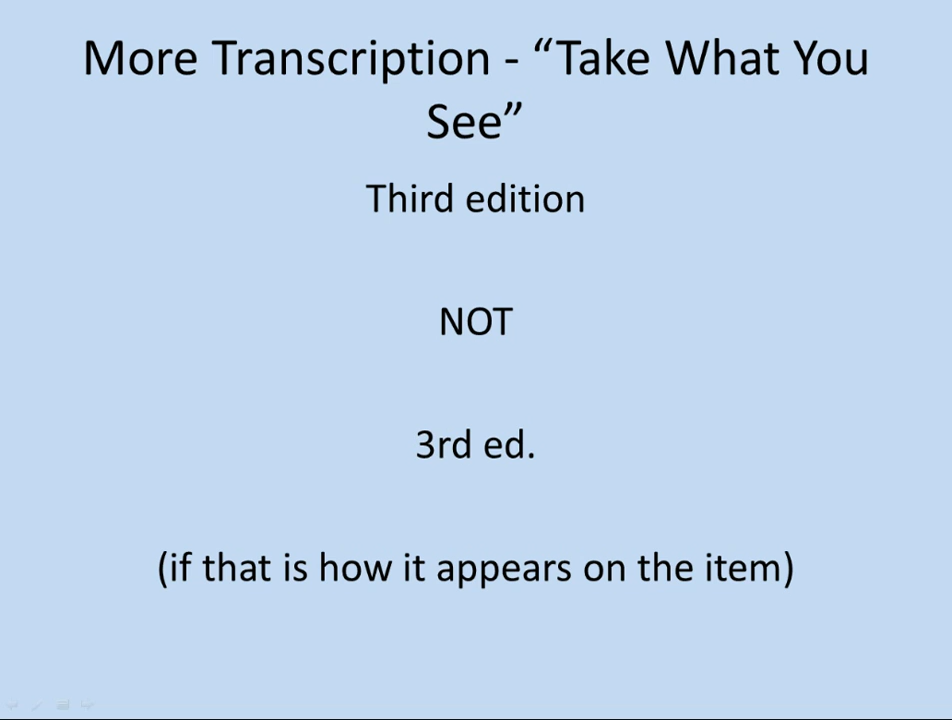 More Transcription - “Take What You
See”
Third edition
NOT
3rd ed.
(if that is how it appears on the item)